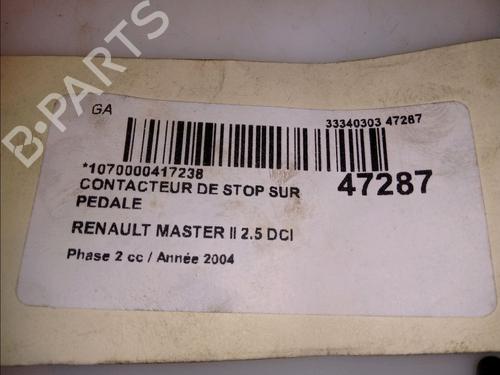 GA
33340303 47287
*1070000417238
47287
CONTACTEUR DE STOP SUR
PEDALE
RENAULT MASTER II 2.5 DCI
Phase 2 cc / Année 2004
B-PARTS